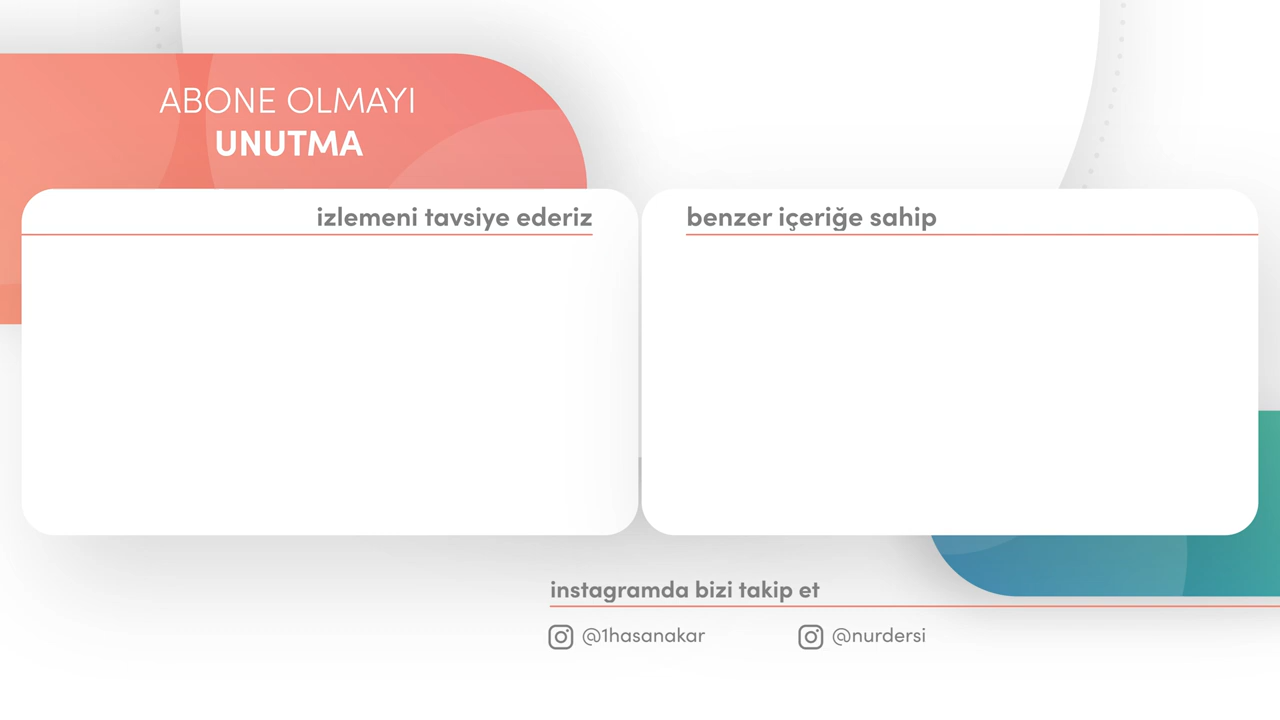 ABONE OLMAYI
UNUTMA
izlemeni tavsiye ederiz
benzer içeriğe sahip
instagramda bizi takip et
@1hasanakar
@nurdersi